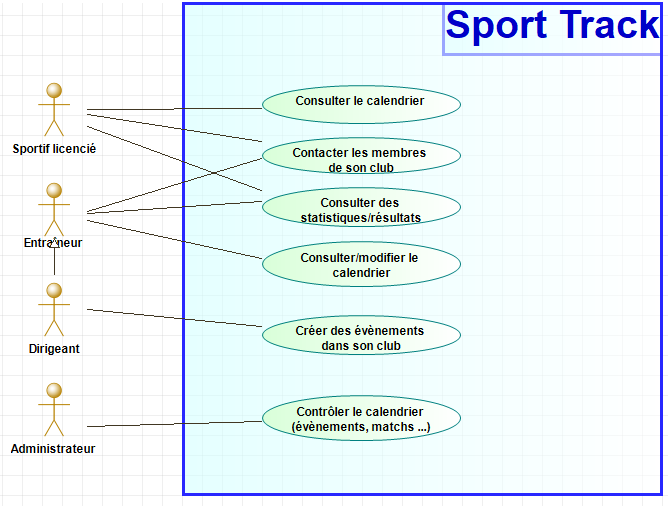 Sport Track
Consulter le calendrier
Sportif licencié
Contacter les membres
de son club
Consulter des
statistiques/résultats
Entraîneur
Consulter/modifier le
calendrier
Créer des évènements
dans son club
Dirigeant
Contrôler le calendrier
(évènements, matchs ...)
Administrateur